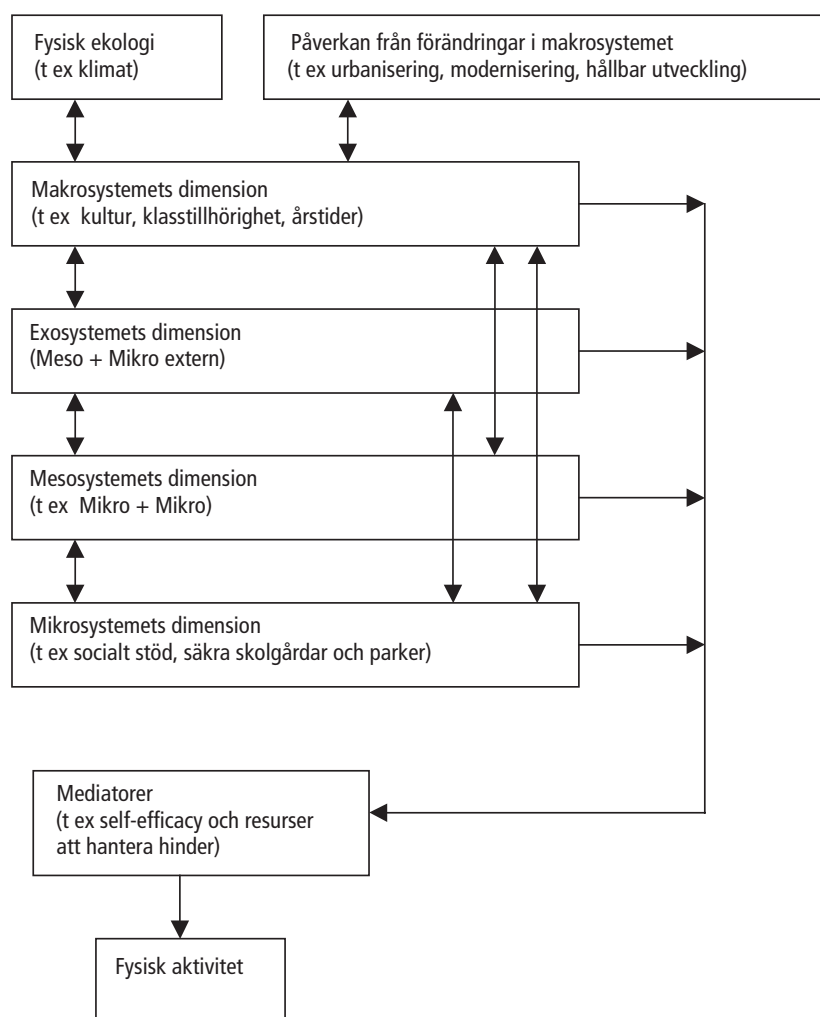 Fysisk ekologi
(t ex klimat)
Påverkan från förändringar i makrosystemet
(t ex urbanisering, modernisering, hållbar utveckling)
Makrosystemets dimension
(t ex kultur, klasstillhörighet, årstider)
Exosystemets dimension
(Meso + Mikro extern)
Mesosystemets dimension
(t ex Mikro + Mikro)
Mikrosystemets dimension
(t ex socialt stöd, säkra skolgårdar och parker)
Mediatorer
(t ex self-efficacy och resurser
att hantera hinder)
Fysisk aktivitet